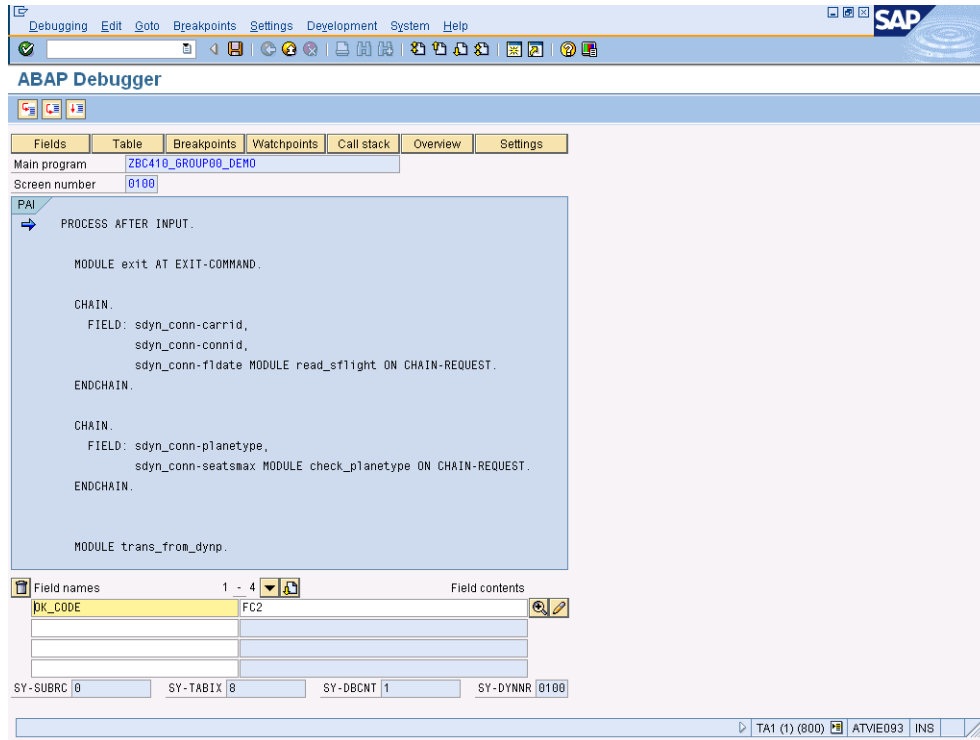 Debugging Edit Goto Breakpoints Settings Development System Help
SAP
ABAP Debugger
Fields Table Breakpoints Watchpoints Call stack Overview Settings
Main program ZBC410_GROUP00_DEMO
Screen number 0100
PAI
PROCESS AFTER INPUT.
MODULE exit AT EXIT-COMMAND.
CHAIN.
FIELD: sdyn_conn-carrid,
sdyn_conn-connid,
sdyn_conn-fldate MODULE read_sflight ON CHAIN-REQUEST.
ENDCHAIN.
CHAIN.
FIELD: sdyn_conn-planetype,
sdyn_conn-seatsmax MODULE check_planetype ON CHAIN-REQUEST.
ENDCHAIN.
MODULE trans_from_dynp.
Field names 1 - 4 Field contents
OK_CODE FC2
SY-SUBRC 0 SY-TABIX 8 SY-DBCNT 1 SY-DYNNR 0100
TA1 (1) (800) ATVIE093 INS